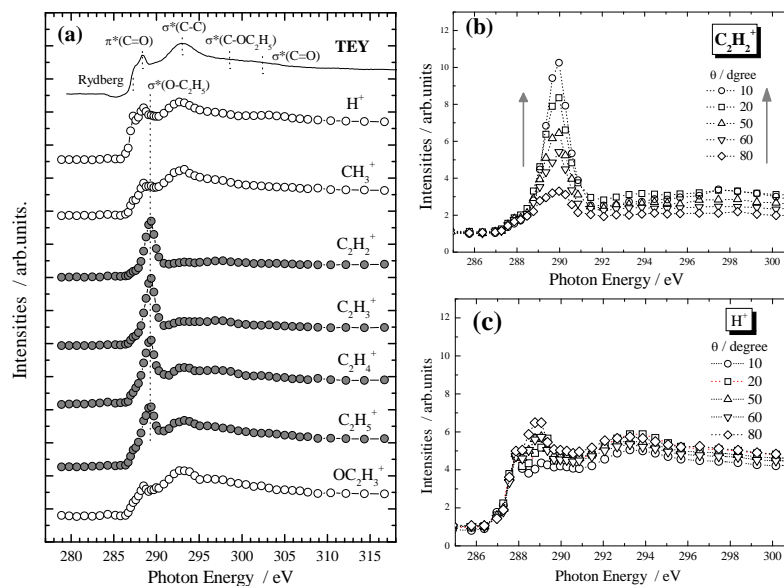 (a)
TEY
σ*(C-C)
π*(C=O)
σ*(C-OC₂H₅)
σ*(C=O)
Rydberg
σ*(O-C₂H₅)
H⁺
CH₃⁺
C₂H₂⁺
C₂H₃⁺
C₂H₄⁺
C₂H₅⁺
OC₂H₃⁺
Intensities / arb.units.
280 285 290 295 300 305 310 315
Photon Energy / eV
(b)
C₂H₂⁺
θ / dgree
10
20
50
60
80
Intensities / arb.units
12
10
8
6
4
2
286 288 290 292 294 296 298 300
Photon Energy / eV
(c)
H⁺
θ / degree
10
20
50
60
80
Intensities / arb.units
12
10
8
6
4
2
0
286 288 290 292 294 296 298 300
Photon Energy / eV